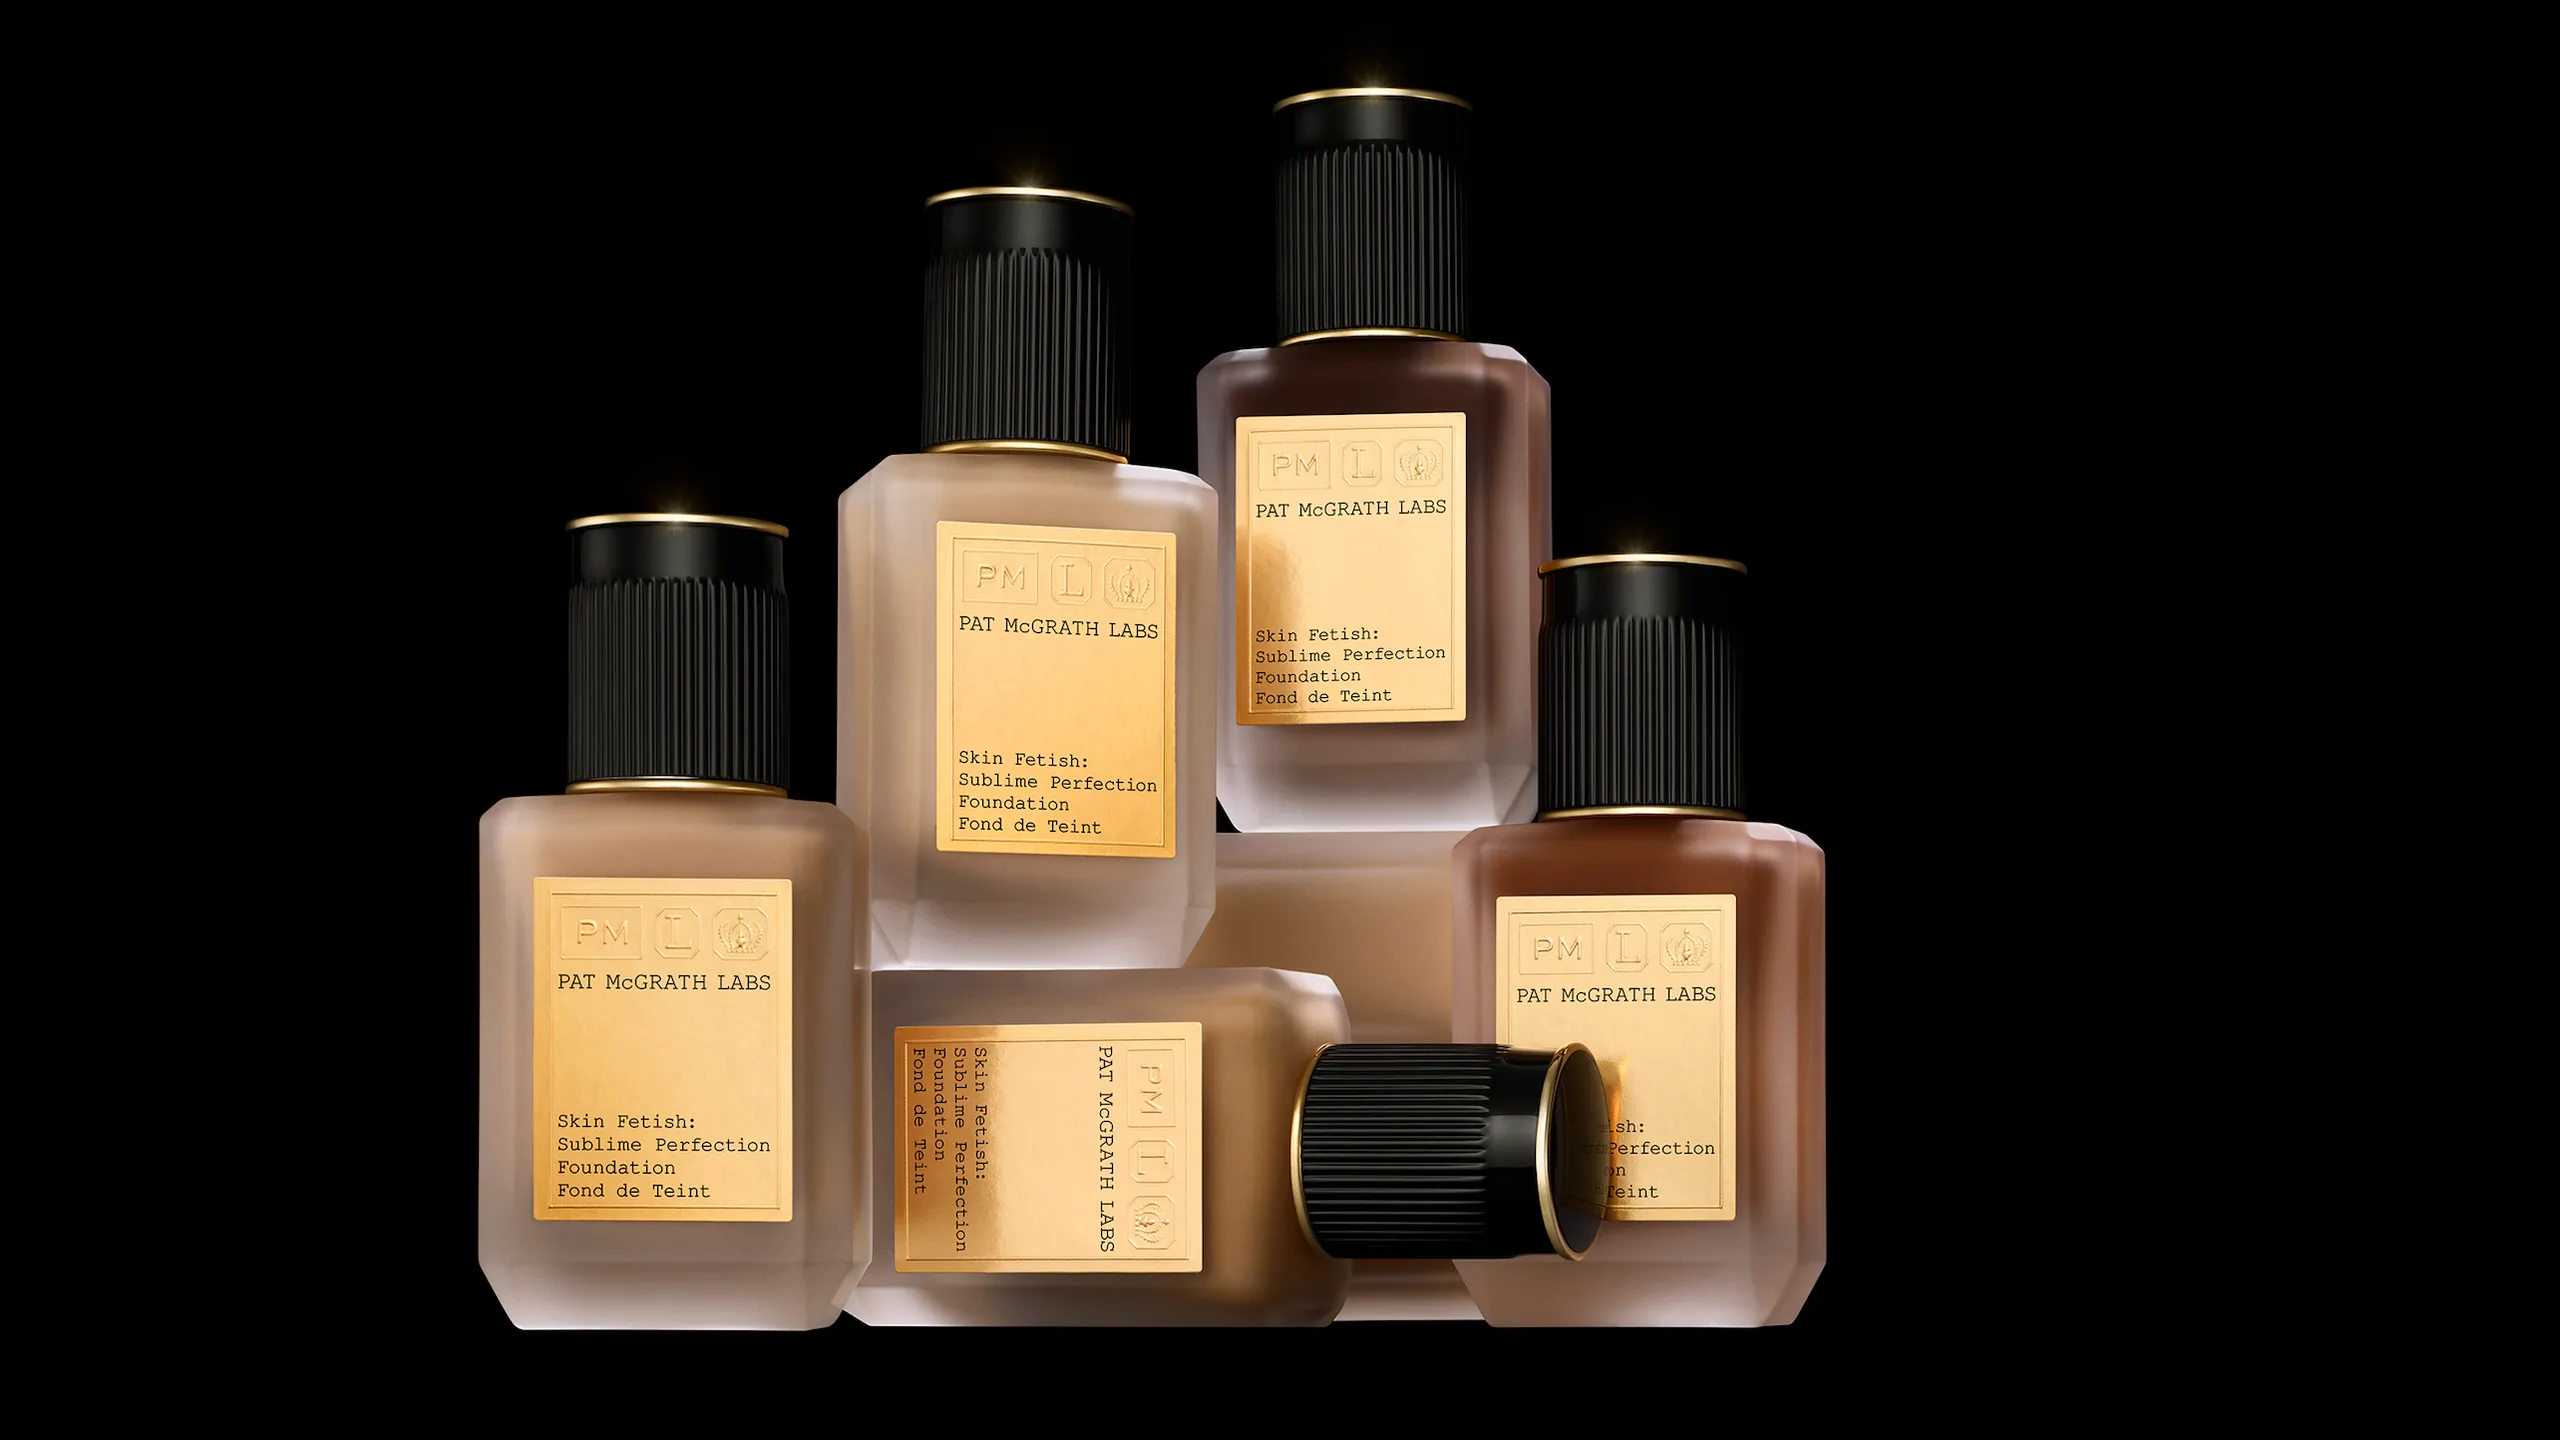 PM L
PAT McGRATH LABS
Skin Fetish:
Sublime Perfection
Foundation
Fond de Teint
PM L
PAT McGRATH LABS
Skin Fetish:
Sublime Perfection
Foundation
Fond de Teint
PM L
PAT McGRATH LABS
Skin Fetish:
Sublime Perfection
Foundation
Fond de Teint
PM L
PAT McGRATH LABS
Skin Fetish:
Sublime Perfection
Foundation
Fond de Teint
PM L
PAT McGRATH LABS
Perfection
Teint